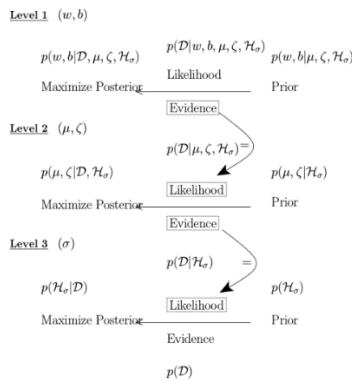 Level 1 (w, b)
p(D|w, b, μ, ζ, H_σ)
p(w, b|D, μ, ζ, H_σ) p(w, b|μ, ζ, H_σ)
Likelihood
Maximize Posterior Prior
Evidence
Level 2 (μ, ζ)
p(D|μ, ζ, H_σ) =
p(μ, ζ|D, H_σ) p(μ, ζ|H_σ)
Likelihood
Maximize Posterior Prior
Evidence
Level 3 (σ)
p(D|H_σ) =
p(H_σ|D) p(H_σ)
Likelihood
Maximize Posterior Prior
Evidence
p(D)